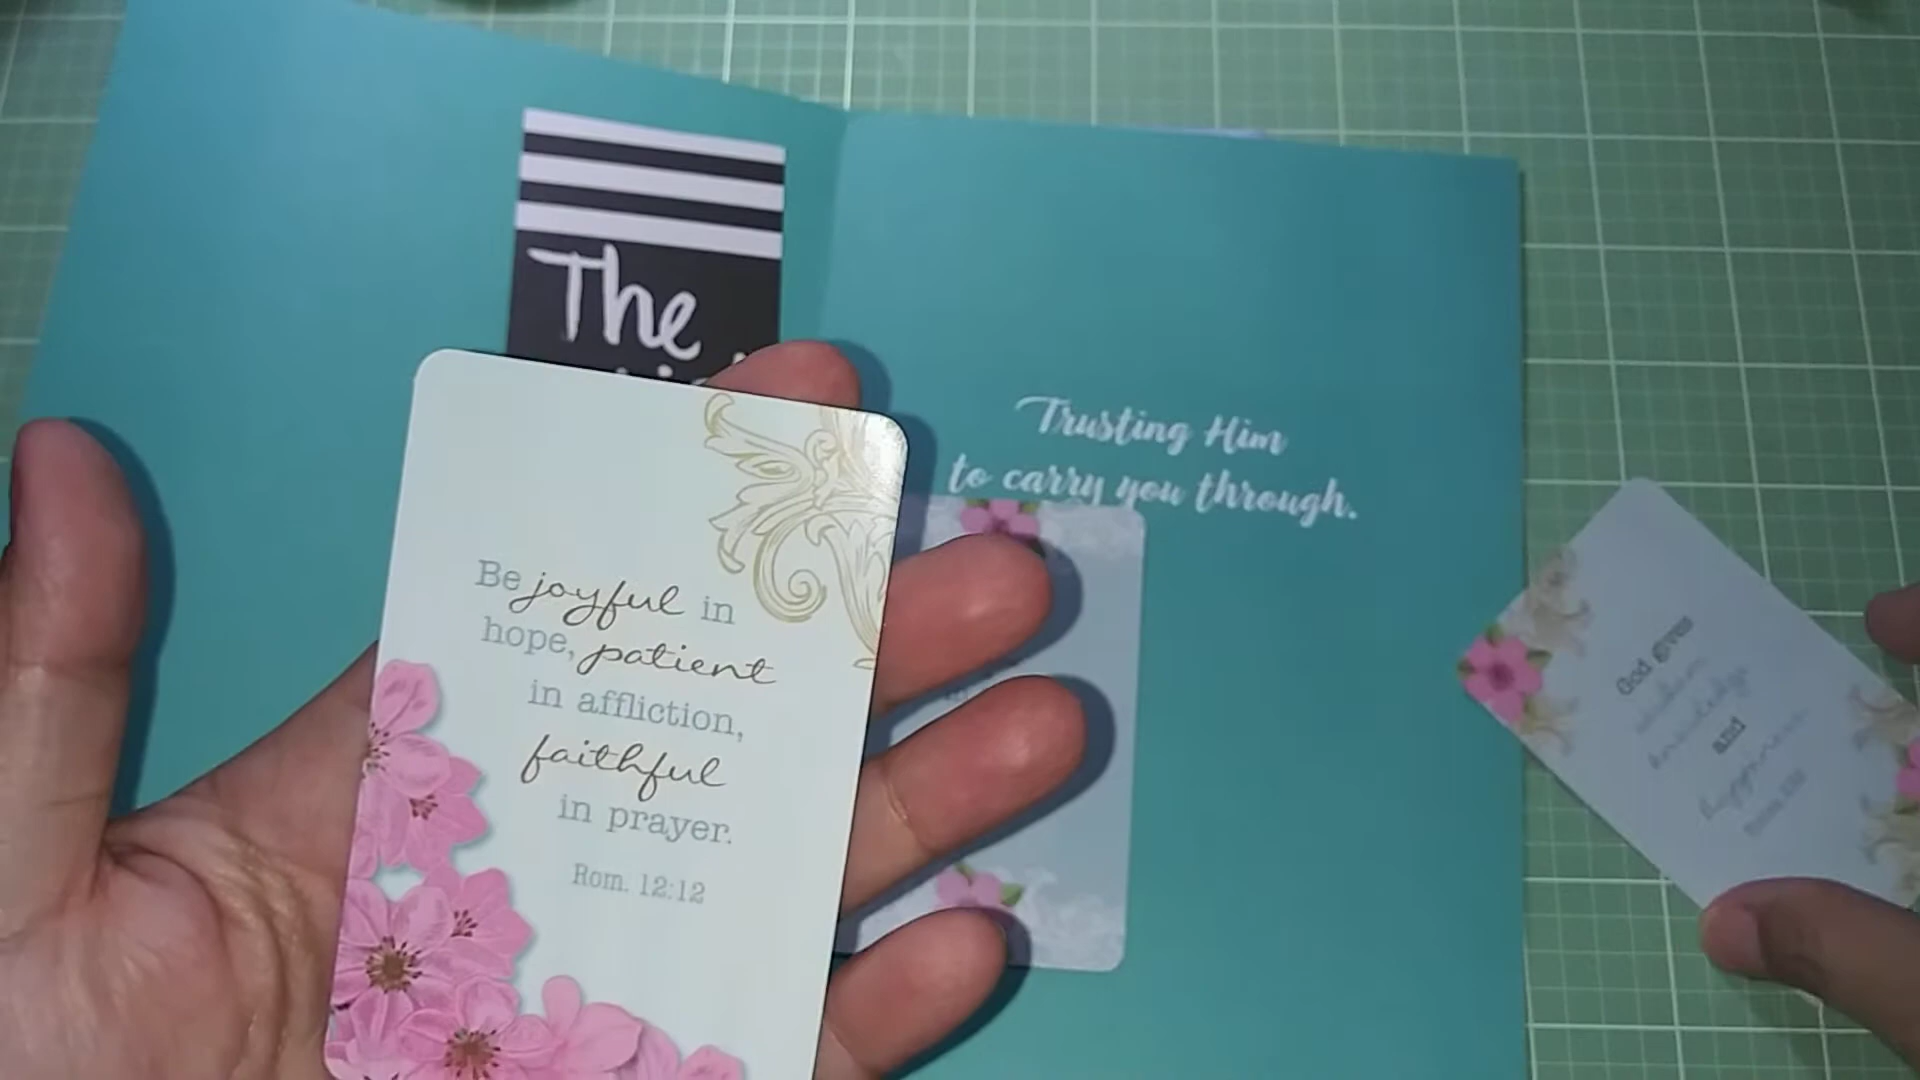 The
Trusting Him
to carry you through.
Be joyful in
hope, patient
in affliction,
faithful
in prayer.
Rom. 12:12
God gives
and